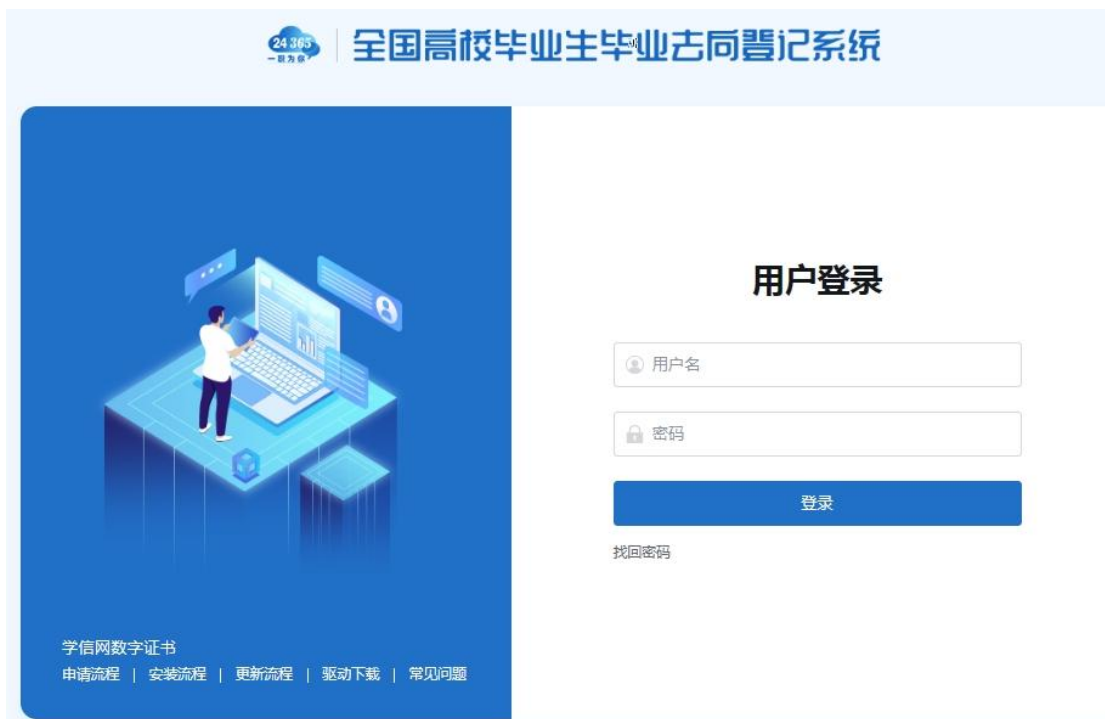 24 365
一职为你
全国高校毕业生毕业去向登记系统
用户登录
用户名
密码
登录
找回密码
学信网数字证书
申请流程 | 安装流程 | 更新流程 | 驱动下载 | 常见问题